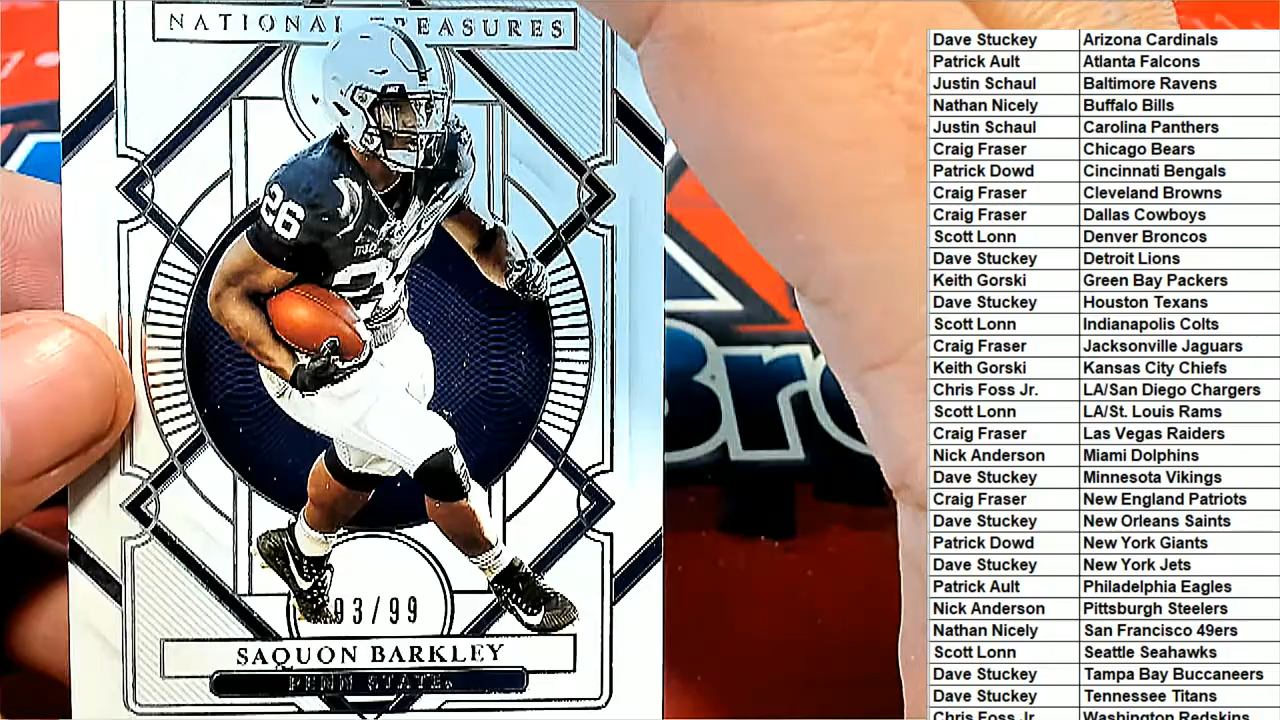 NATIONAL TREASURES
26
93/99
SAQUON BARKLEY
PENN STATE
Bro
Dave Stuckey Arizona Cardinals
Patrick Ault Atlanta Falcons
Justin Schaul Baltimore Ravens
Nathan Nicely Buffalo Bills
Justin Schaul Carolina Panthers
Craig Fraser Chicago Bears
Patrick Dowd Cincinnati Bengals
Craig Fraser Cleveland Browns
Craig Fraser Dallas Cowboys
Scott Lonn Denver Broncos
Dave Stuckey Detroit Lions
Keith Gorski Green Bay Packers
Dave Stuckey Houston Texans
Scott Lonn Indianapolis Colts
Craig Fraser Jacksonville Jaguars
Keith Gorski Kansas City Chiefs
Chris Foss Jr. LA/San Diego Chargers
Scott Lonn LA/St. Louis Rams
Craig Fraser Las Vegas Raiders
Nick Anderson Miami Dolphins
Dave Stuckey Minnesota Vikings
Craig Fraser New England Patriots
Dave Stuckey New Orleans Saints
Patrick Dowd New York Giants
Dave Stuckey New York Jets
Patrick Ault Philadelphia Eagles
Nick Anderson Pittsburgh Steelers
Nathan Nicely San Francisco 49ers
Scott Lonn Seattle Seahawks
Dave Stuckey Tampa Bay Buccaneers
Dave Stuckey Tennessee Titans
Chris Foss Jr. Washington Redskins